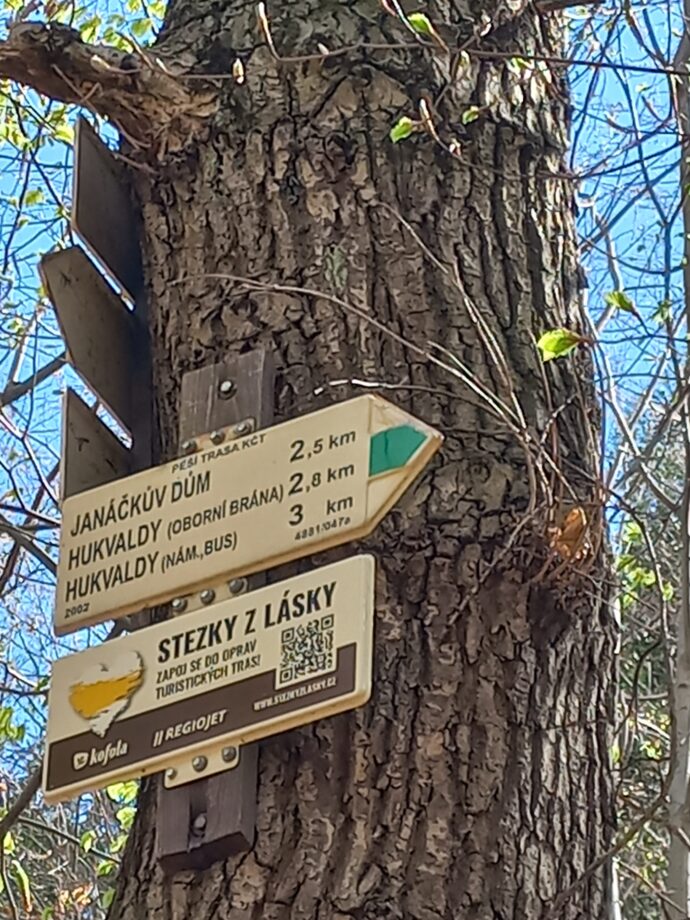 PĚŠÍ TRASA KČT
JANÁČKŮV DŮM 2,5 km
HUKVALDY (OBORNÍ BRÁNA) 2,8 km
HUKVALDY (NÁM.,BUS) 3 km
2002 4881/047a
STEZKY Z LÁSKY
ZAPOJ SE DO OPRAV
TURISTICKÝCH TRAS!
WWW.STEZKYZLASKY.CZ
kofola REGIOJET